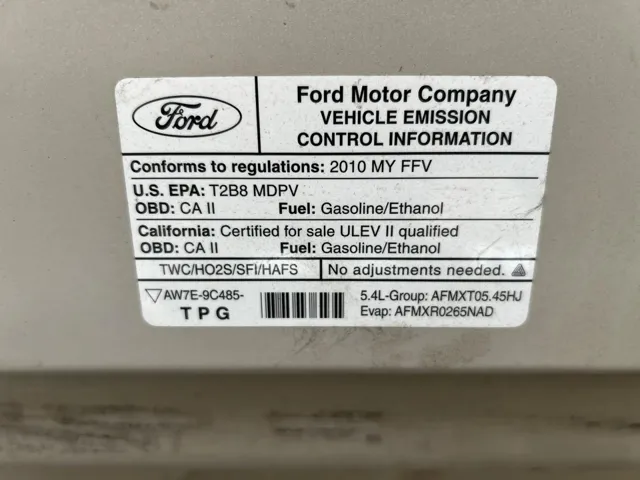 Ford
Ford Motor Company
VEHICLE EMISSION
CONTROL INFORMATION
Conforms to regulations: 2010 MY FFV
U.S. EPA: T2B8 MDPV
OBD: CA II Fuel: Gasoline/Ethanol
California: Certified for sale ULEV II qualified
OBD: CA II Fuel: Gasoline/Ethanol
TWC/HO2S/SFI/HAFS No adjustments needed.
AW7E-9C485- 5.4L-Group: AFMXT05.45HJ
TPG Evap: AFMXR0265NAD